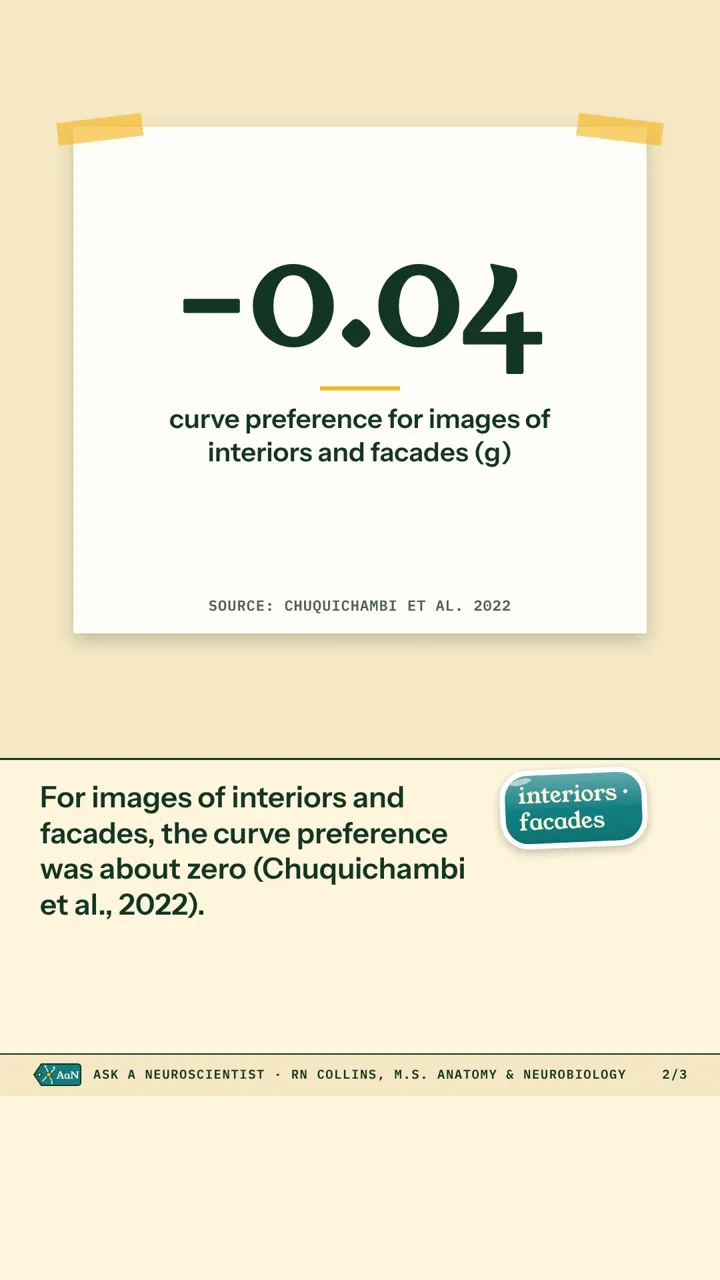 −0.04
curve preference for images of
interiors and facades (g)
SOURCE: CHUQUICHAMBI ET AL. 2022
For images of interiors and
facades, the curve preference
was about zero (Chuquichambi
et al., 2022).
interiors ·
facades
AaN
ASK A NEUROSCIENTIST · RN COLLINS, M.S. ANATOMY & NEUROBIOLOGY
2/3